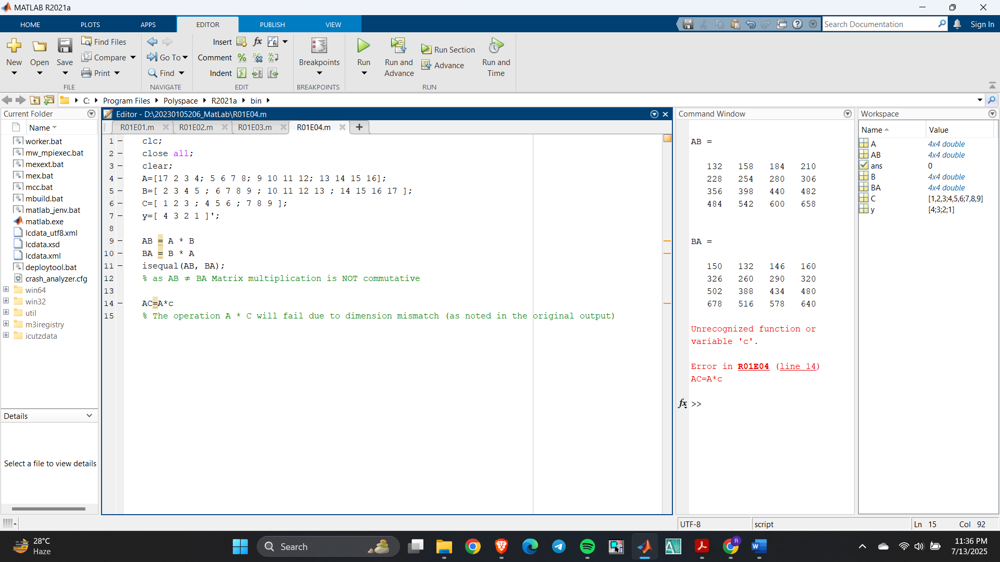 MATLAB R2021a
HOME PLOTS APPS EDITOR PUBLISH VIEW
Search Documentation
Sign In
New
Open
Save
Find Files
Compare
Print
FILE
Go To
Find
NAVIGATE
Insert
Comment
Indent
EDIT
Breakpoints
BREAKPOINTS
Run
Run and Advance
Run Section
Advance
Run and Time
RUN
C: Program Files Polyspace R2021a bin
Current Folder
Name
worker.bat
mw_mpiexec.bat
mexext.bat
mex.bat
mcc.bat
mbuild.bat
matlab_jenv.bat
matlab.exe
lcdata_utf8.xml
lcdata.xsd
lcdata.xml
deploytool.bat
crash_analyzer.cfg
win64
win32
util
m3iregistry
icutzdata
Details
Select a file to view details
Editor - D:\20230105206_MatLab\R01E04.m
R01E01.m R01E02.m R01E03.m R01E04.m
1 clc;
2 close all;
3 clear;
4 A=[17 2 3 4; 5 6 7 8; 9 10 11 12; 13 14 15 16];
5 B=[ 2 3 4 5 ; 6 7 8 9 ; 10 11 12 13 ; 14 15 16 17 ];
6 C=[ 1 2 3 ; 4 5 6 ; 7 8 9 ];
7 y=[ 4 3 2 1 ]';
8
9 AB = A * B
10 BA = B * A
11 isequal(AB, BA);
12 % as AB ≠ BA Matrix multiplication is NOT commutative
13
14 AC=A*c
15 % The operation A * C will fail due to dimension mismatch (as noted in the original output)
Command Window
AB =
132 158 184 210
228 254 280 306
356 398 440 482
484 542 600 658
BA =
150 132 146 160
326 260 290 320
502 388 434 480
678 516 578 640
Unrecognized function or
variable 'c'.
Error in R01E04 (line 14)
AC=A*c
fx >>
Workspace
Name Value
A 4x4 double
AB 4x4 double
ans 0
B 4x4 double
BA 4x4 double
C [1,2,3;4,5,6;7,8,9]
y [4;3;2;1]
UTF-8
script
Ln 15 Col 92
28°C
Haze
Search
R
11:36 PM
7/13/2025